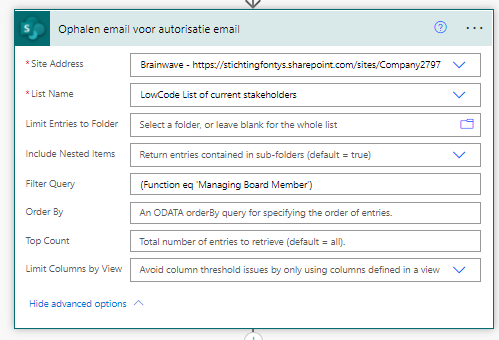 Ophalen email voor autorisatie email
* Site Address
Brainwave - https://stichtingfontys.sharepoint.com/sites/Company2797
* List Name
LowCode List of current stakeholders
Limit Entries to Folder
Select a folder, or leave blank for the whole list
Include Nested Items
Return entries contained in sub-folders (default = true)
Filter Query
(Function eq 'Managing Board Member')
Order By
An ODATA orderBy query for specifying the order of entries.
Top Count
Total number of entries to retrieve (default = all).
Limit Columns by View
Avoid column threshold issues by only using columns defined in a view
Hide advanced options